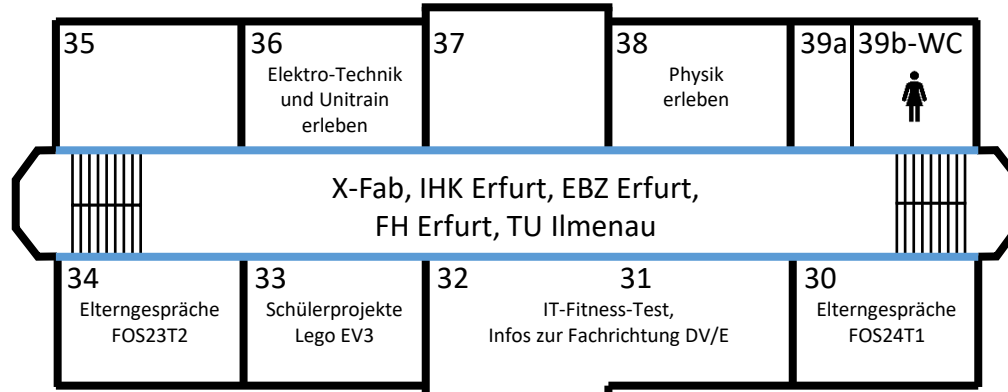 35
36
Elektro-Technik
und Unitrain
erleben
37
38
Physik
erleben
39a
39b-WC
X-Fab, IHK Erfurt, EBZ Erfurt,
FH Erfurt, TU Ilmenau
34
Elterngespräche
FOS23T2
33
Schülerprojekte
Lego EV3
32
31
IT-Fitness-Test,
Infos zur Fachrichtung DV/E
30
Elterngespräche
FOS24T1